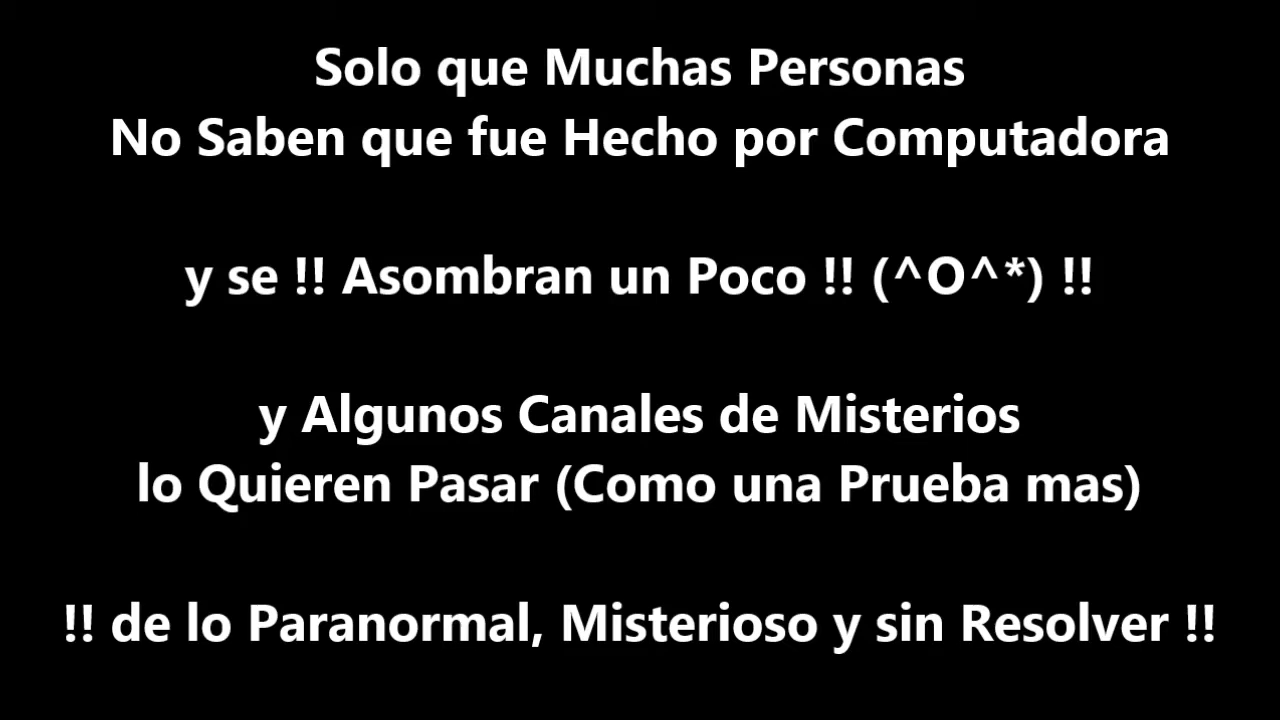 Solo que Muchas Personas
No Saben que fue Hecho por Computadora
y se !! Asombran un Poco !! (^O^*) !!
y Algunos Canales de Misterios
lo Quieren Pasar (Como una Prueba mas)
!! de lo Paranormal, Misterioso y sin Resolver !!